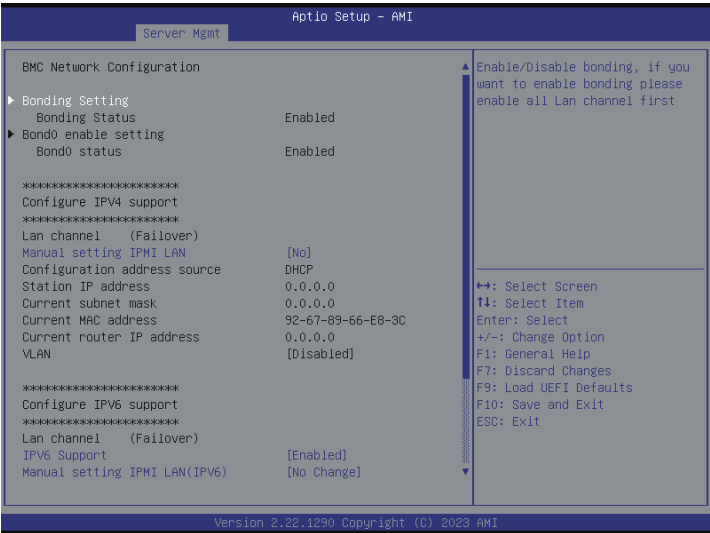 Aptio Setup – AMI
Server Mgmt
BMC Network Configuration
Bonding Setting
Bonding Status Enabled
Bond0 enable setting
Bond0 status Enabled
***********************
Configure IPV4 support
***********************
Lan channel (Failover)
Manual setting IPMI LAN [No]
Configuration address source DHCP
Station IP address 0.0.0.0
Current subnet mask 0.0.0.0
Current MAC address 92-67-89-66-E8-3C
Current router IP address 0.0.0.0
VLAN [Disabled]
***********************
Configure IPV6 support
***********************
Lan channel (Failover)
IPV6 Support [Enabled]
Manual setting IPMI LAN(IPV6) [No Change]
Enable/Disable bonding, if you
want to enable bonding please
enable all Lan channel first
↔: Select Screen
↑↓: Select Item
Enter: Select
+/-: Change Option
F1: General Help
F7: Discard Changes
F9: Load UEFI Defaults
F10: Save and Exit
ESC: Exit
Version 2.22.1290 Copyright (C) 2023 AMI